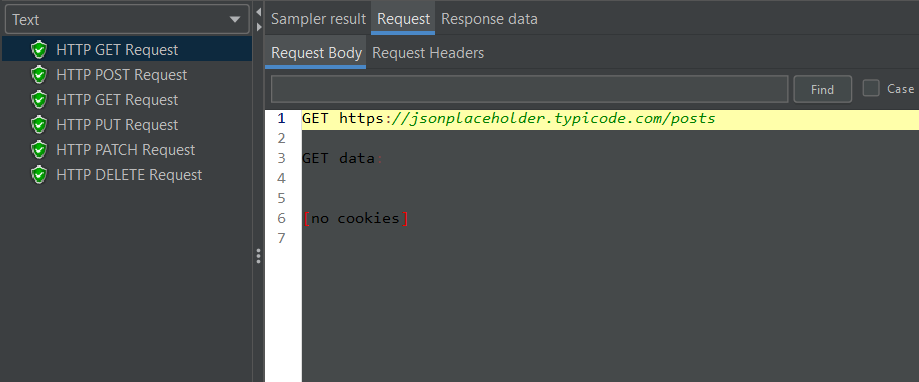 Text
HTTP GET Request
HTTP POST Request
HTTP GET Request
HTTP PUT Request
HTTP PATCH Request
HTTP DELETE Request
Sampler result Request Response data
Request Body Request Headers
Find Case
1 GET https://jsonplaceholder.typicode.com/posts
2
3 GET data:
4
5
6 [no cookies]
7